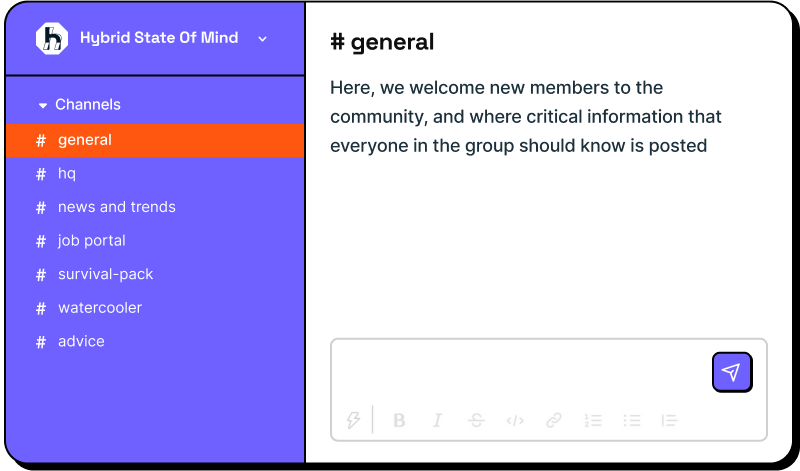 Hybrid State Of Mind
Channels
# general
# hq
# news and trends
# job portal
# survival-pack
# watercooler
# advice
# general
Here, we welcome new members to the
community, and where critical information that
everyone in the group should know is posted
B I S </>